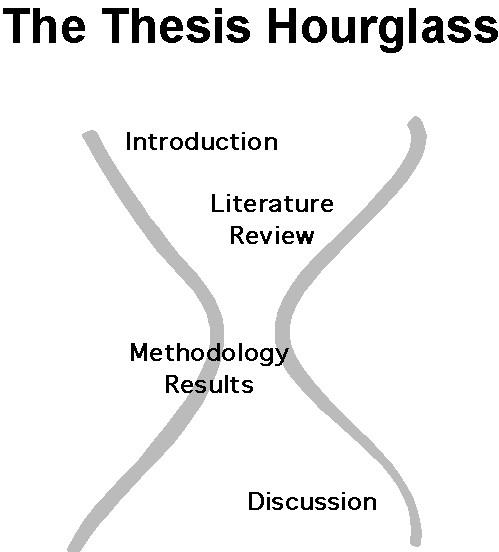 The Thesis Hourglass
Introduction
Literature
Review
Methodology
Results
Discussion